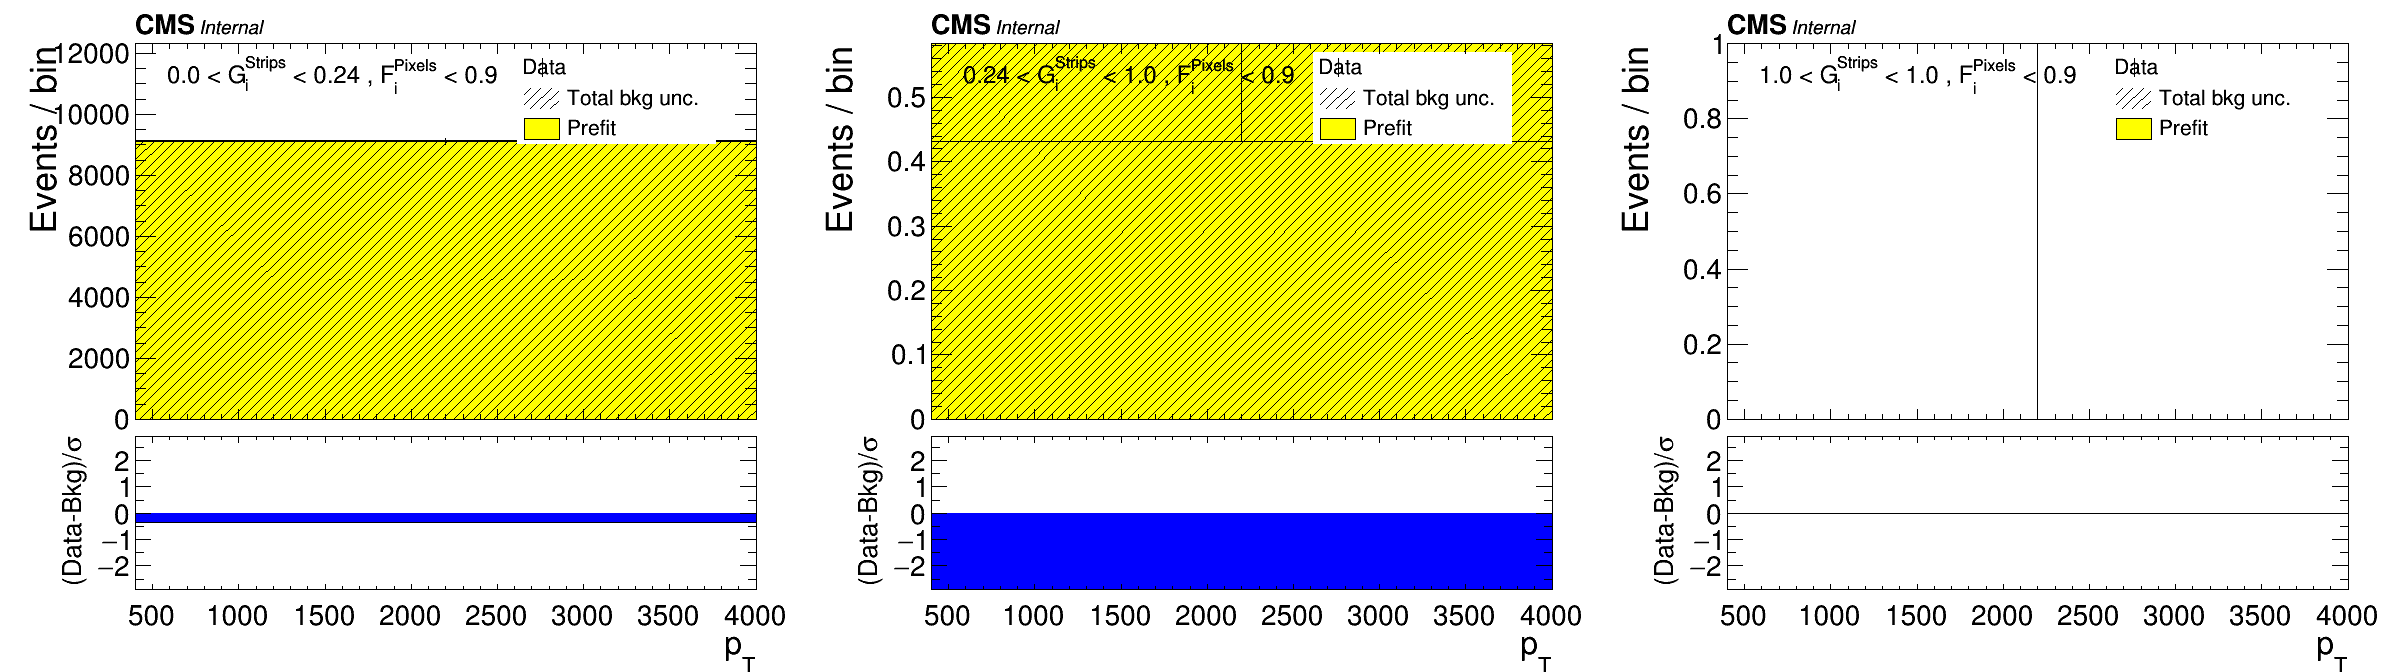 CMS Internal
Events / bin
12000
10000
8000
6000
4000
2000
0
0.0 < G_i^Strips < 0.24 , F_i^Pixels < 0.9
Data
Total bkg unc.
Prefit
(Data-Bkg)/σ
2
1
0
−1
−2
500 1000 1500 2000 2500 3000 3500 4000
p_T
CMS Internal
Events / bin
0.5
0.4
0.3
0.2
0.1
0
0.24 < G_i^Strips < 1.0 , F_i^Pixels < 0.9
Data
Total bkg unc.
Prefit
(Data-Bkg)/σ
2
1
0
−1
−2
500 1000 1500 2000 2500 3000 3500 4000
p_T
CMS Internal
Events / bin
1
0.8
0.6
0.4
0.2
0
1.0 < G_i^Strips < 1.0 , F_i^Pixels < 0.9
Data
Total bkg unc.
Prefit
(Data-Bkg)/σ
2
1
0
−1
−2
500 1000 1500 2000 2500 3000 3500 4000
p_T